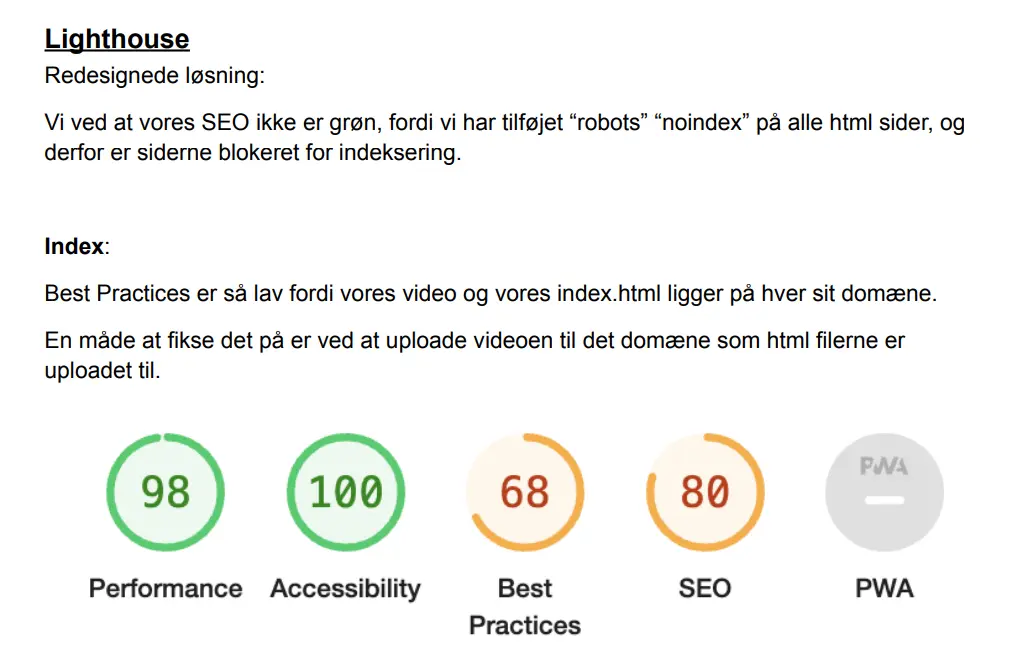 Lighthouse
Redesignede løsning:
Vi ved at vores SEO ikke er grøn, fordi vi har tilføjet “robots” “noindex” på alle html sider, og
derfor er siderne blokeret for indeksering.
Index:
Best Practices er så lav fordi vores video og vores index.html ligger på hver sit domæne.
En måde at fikse det på er ved at uploade videoen til det domæne som html filerne er
uploadet til.
98 100 68 80 PWA
Performance Accessibility Best SEO PWA
Practices